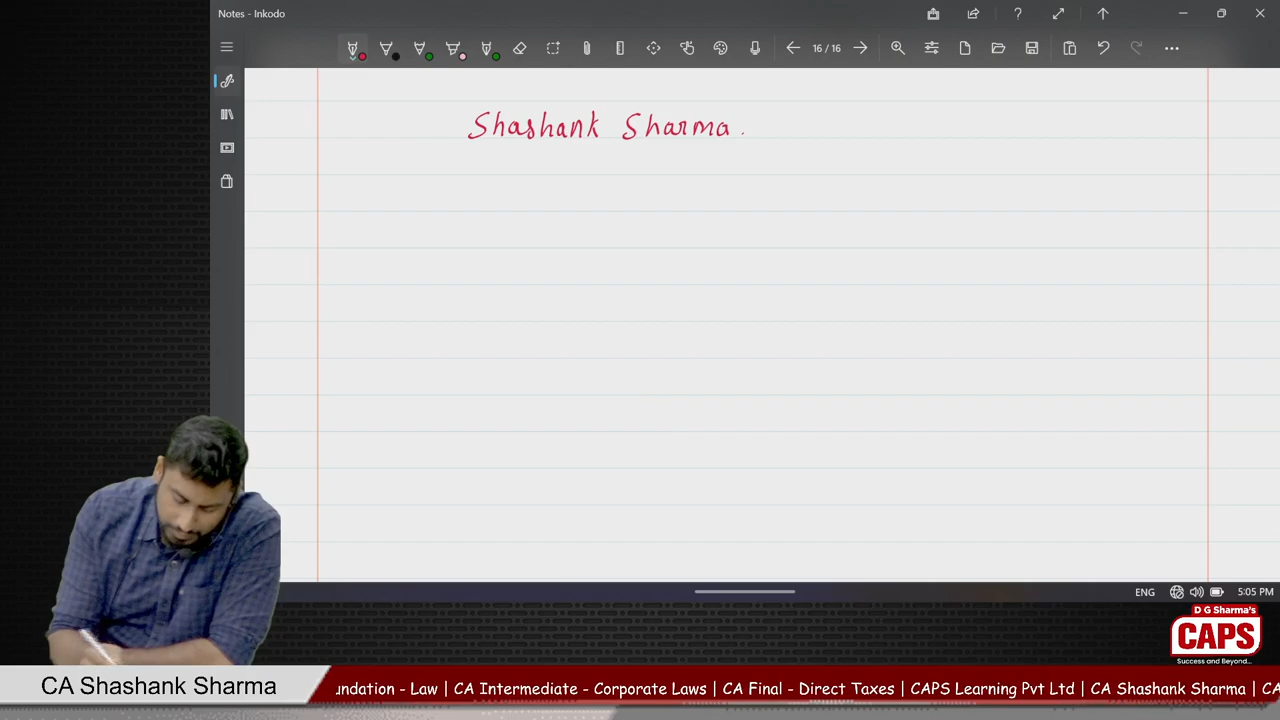 Notes - Inkodo
16 / 16
Shashank Sharma.
ENG
5:05 PM
D G Sharma's
CAPS
Success and Beyond...
CA Shashank Sharma
undation - Law | CA Intermediate - Corporate Laws | CA Final - Direct Taxes | CAPS Learning Pvt Ltd | CA Shashank Sharma | CA